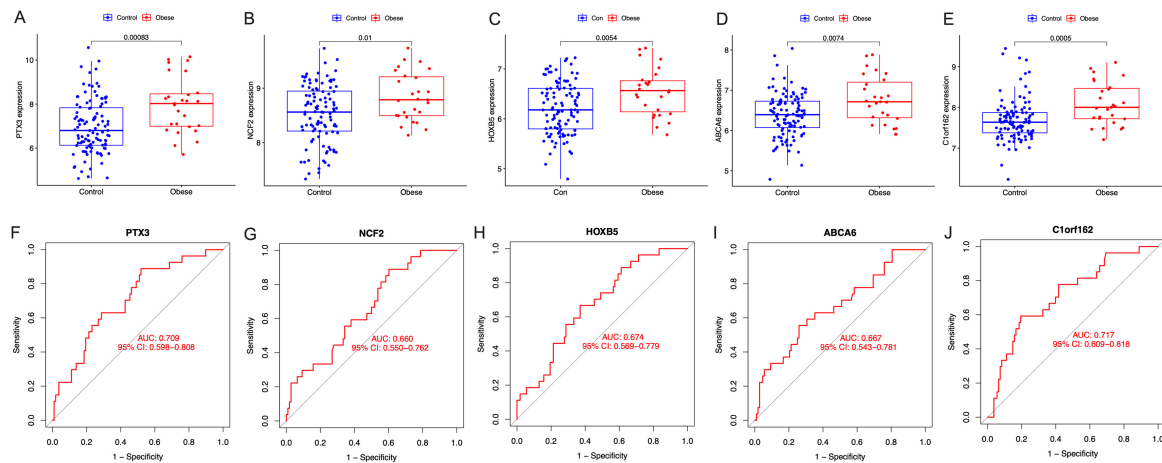 A
Control Obese
0.00083
PTX3 expression
10
8
6
Control Obese
B
Control Obese
0.01
NCF2 expression
9
8
Control Obese
C
Con Obese
0.0054
HOXB5 expression
7
6
5
Con Obese
D
Control Obese
0.0074
ABCA6 expression
8
7
6
5
Control Obese
E
Control Obese
0.0005
C1orf162 expression
9
8
7
Control Obese
F
PTX3
Sensitivity
1.0
0.8
0.6
0.4
0.2
0.0
AUC: 0.709
95% CI: 0.598–0.808
0.0 0.2 0.4 0.6 0.8 1.0
1 – Specificity
G
NCF2
Sensitivity
1.0
0.8
0.6
0.4
0.2
0.0
AUC: 0.660
95% CI: 0.550–0.762
0.0 0.2 0.4 0.6 0.8 1.0
1 – Specificity
H
HOXB5
Sensitivity
1.0
0.8
0.6
0.4
0.2
0.0
AUC: 0.674
95% CI: 0.569–0.779
0.0 0.2 0.4 0.6 0.8 1.0
1 – Specificity
I
ABCA6
Sensitivity
1.0
0.8
0.6
0.4
0.2
0.0
AUC: 0.667
95% CI: 0.543–0.781
0.0 0.2 0.4 0.6 0.8 1.0
1 – Specificity
J
C1orf162
Sensitivity
1.0
0.8
0.6
0.4
0.2
0.0
AUC: 0.717
95% CI: 0.609–0.818
0.0 0.2 0.4 0.6 0.8 1.0
1 – Specificity